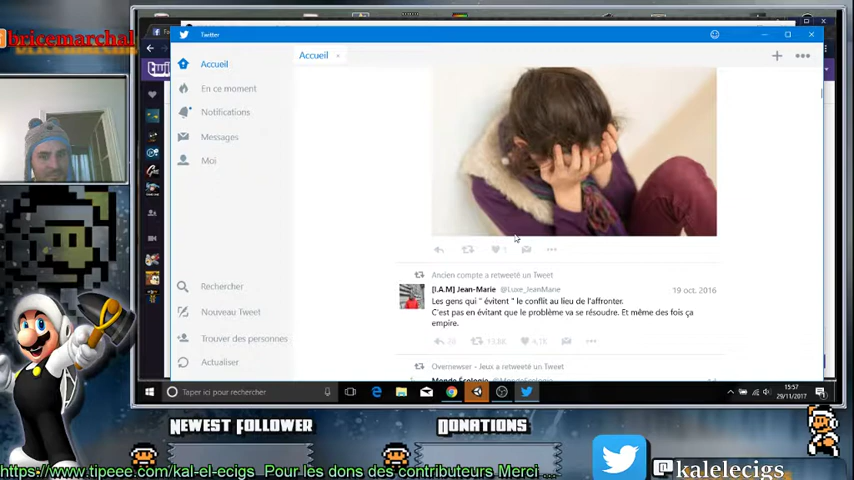 bricemarchal
Twitter
Accueil
Accueil
En ce moment
Notifications
Messages
Moi
Ancien compte a retweeté un Tweet
[I.A.M] Jean-Marie @Luxe_JeanMarie 19 oct. 2016
Les gens qui " évitent " le conflit au lieu de l'affronter.
C'est pas en évitant que le problème va se résoudre. Et même des fois ça
empire.
13,8K 4,7K
Rechercher
Nouveau Tweet
Trouver des personnes
Actualiser
Overnewser - Jeux a retweeté un Tweet
Taper ici pour rechercher
15:57
29/11/2017
NEWEST FOLLOWER
DONATIONS
https://www.tipeee.com/kal-el-ecigs Pour les dons des contributeurs Merci ...
@kalelecigs